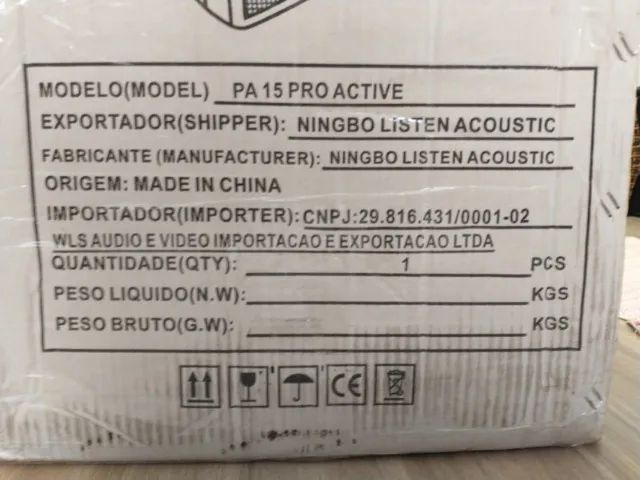 MODELO(MODEL) PA 15 PRO ACTIVE
EXPORTADOR(SHIPPER): NINGBO LISTEN ACOUSTIC
FABRICANTE (MANUFACTURER): NINGBO LISTEN ACOUSTIC
ORIGEM: MADE IN CHINA
IMPORTADOR(IMPORTER): CNPJ:29.816.431/0001-02
WLS AUDIO E VIDEO IMPORTACAO E EXPORTACAO LTDA
QUANTIDADE(QTY): 1 PCS
PESO LIQUIDO(N.W): KGS
PESO BRUTO(G.W): KGS
CE